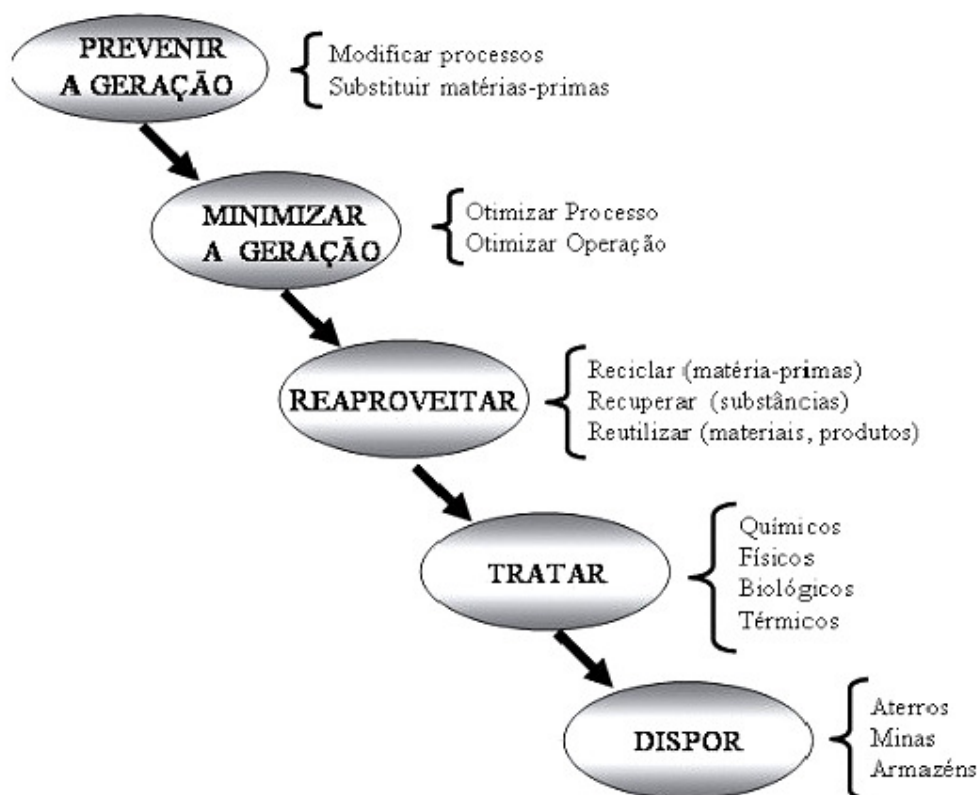 PREVENIR
A GERAÇÃO
Modificar processos
Substituir matérias-primas
MINIMIZAR
A GERAÇÃO
Otimizar Processo
Otimizar Operação
REAPROVEITAR
Reciclar (matéria-primas)
Recuperar (substâncias)
Reutilizar (materiais, produtos)
TRATAR
Químicos
Físicos
Biológicos
Térmicos
DISPOR
Aterros
Minas
Armazéns